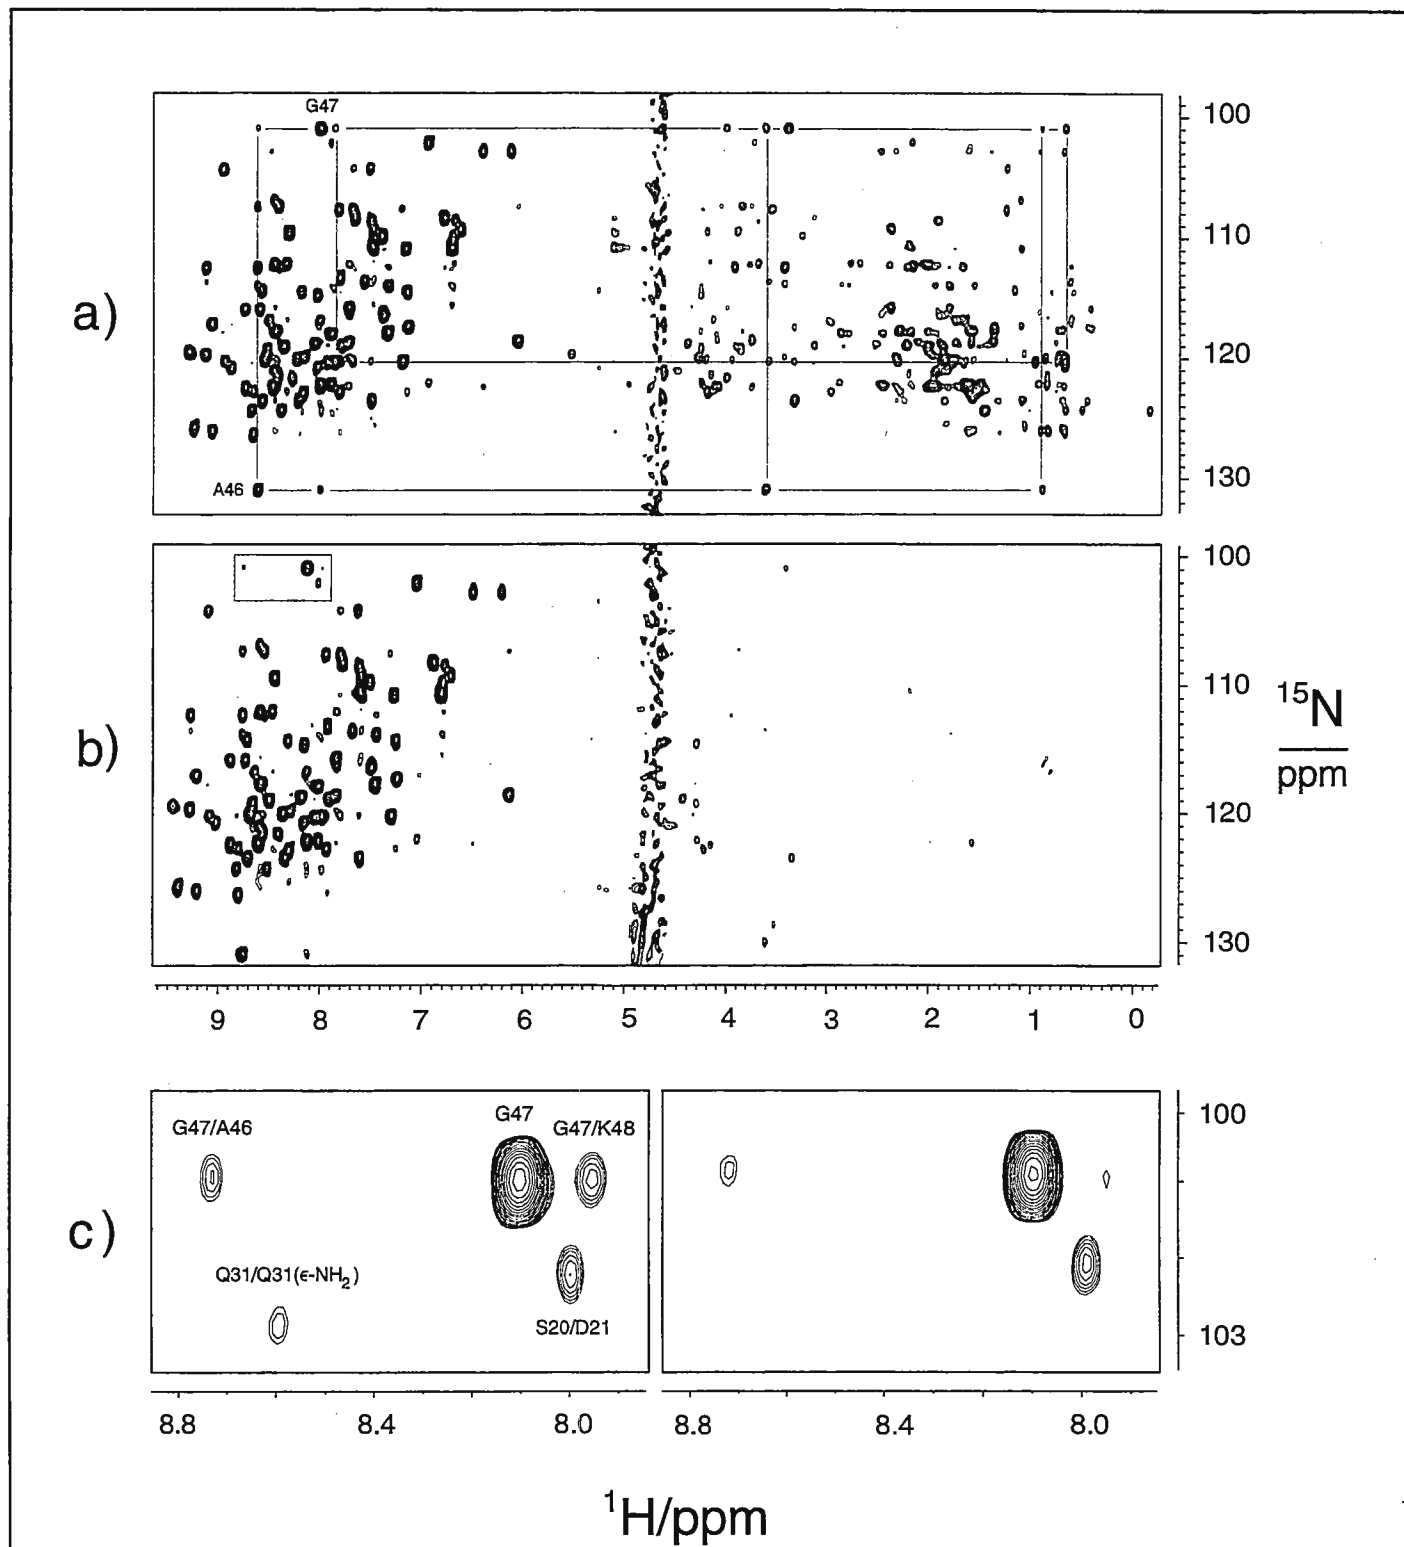 G47
100
110
a)
120
A46
130
100
110
15N
ppm
b)
120
130
9 8 7 6 5 4 3 2 1 0
G47/A46 G47 G47/K48
100
c)
Q31/Q31(ϵ-NH2)
S20/D21
103
8.8 8.4 8.0 8.8 8.4 8.0
1H/ppm